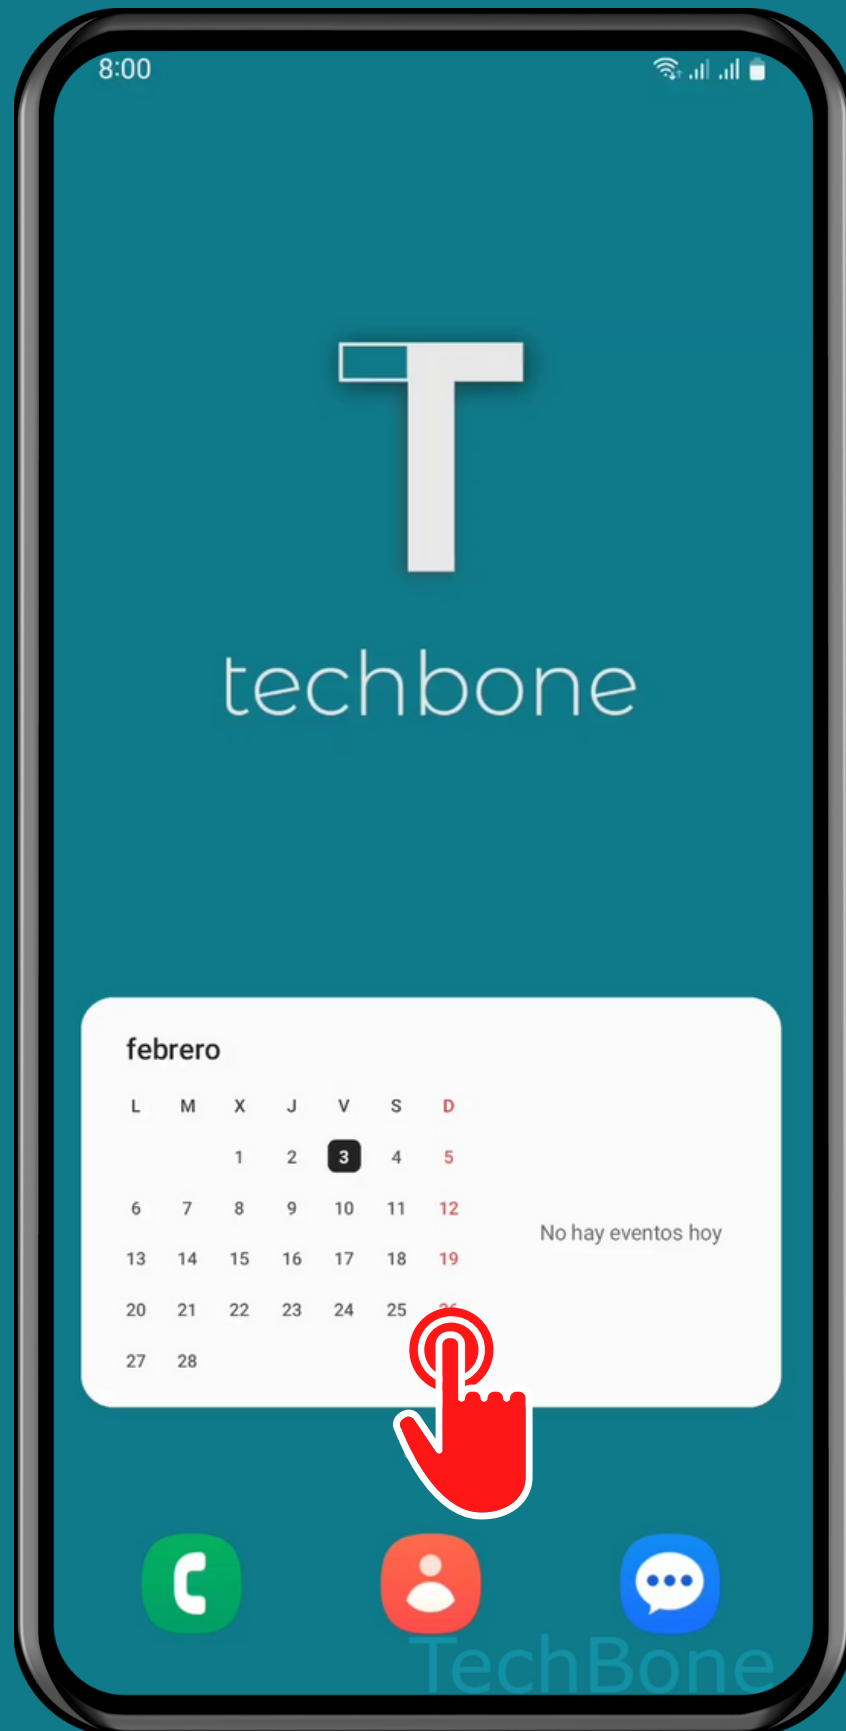 8:00
T
techbone
febrero
L M X J V S D
1 2 3 4 5
6 7 8 9 10 11 12
13 14 15 16 17 18 19
20 21 22 23 24 25
27 28
No hay eventos hoy
TechBone